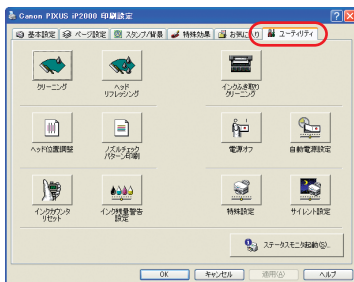 Canon PIXUS iP2000 印刷設定
基本設定 ページ設定 スタンプ/背景 特殊効果 お気に入り ユーティリティ
クリーニング
ヘッド
リフレッシング
インクふき取り
クリーニング
ヘッド位置調整
ノズルチェック
パターン印刷
電源オフ
自動電源設定
インクカウンタ
リセット
インク残量警告
設定
特殊設定
サイレント設定
ステータスモニタ起動(S)...
OK キャンセル 適用(A) ヘルプ